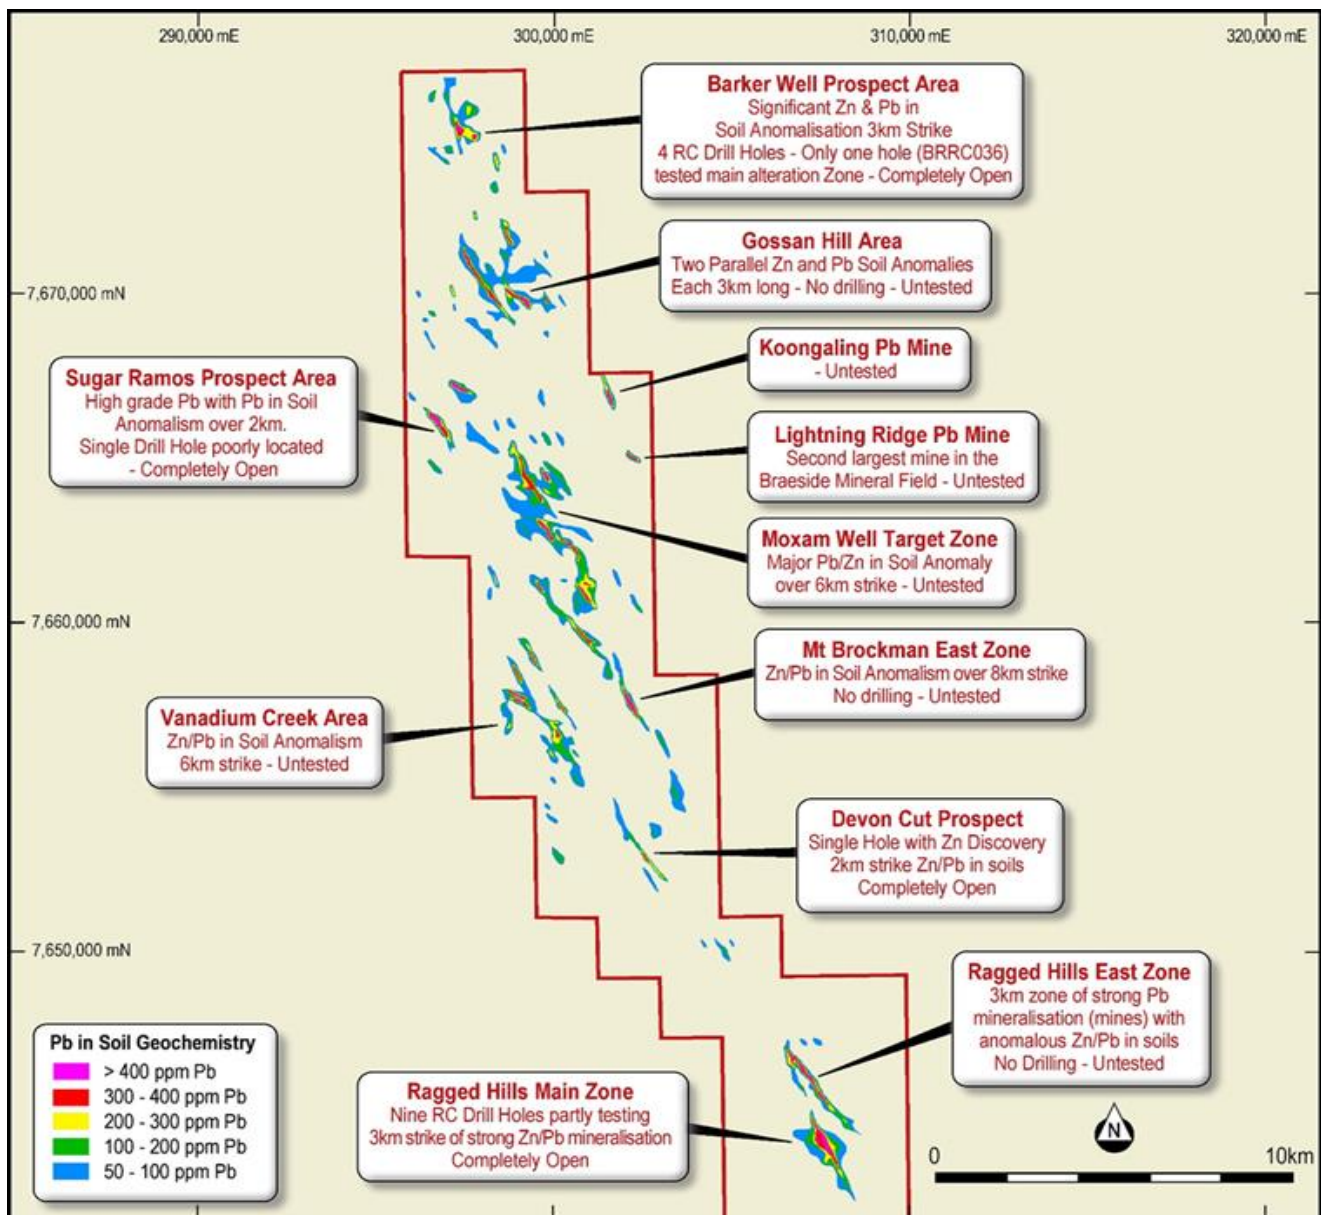 290,000 mE
300,000 mE
310,000 mE
320,000 mE
Barker Well Prospect Area
Significant Zn & Pb in
Soil Anomalisation 3km Strike
4 RC Drill Holes - Only one hole (BRRC036)
tested main alteration Zone - Completely Open
Gossan Hill Area
Two Parallel Zn and Pb Soil Anomalies
Each 3km long - No drilling - Untested
7,670,000 mN
Koongaling Pb Mine
- Untested
Sugar Ramos Prospect Area
High grade Pb with Pb in Soil
Anomalism over 2km.
Single Drill Hole poorly located
- Completely Open
Lightning Ridge Pb Mine
Second largest mine in the
Braeside Mineral Field - Untested
Moxam Well Target Zone
Major Pb/Zn in Soil Anomaly
over 6km strike - Untested
7,660,000 mN
Mt Brockman East Zone
Zn/Pb in Soil Anomalism over 8km strike
No drilling - Untested
Vanadium Creek Area
Zn/Pb in Soil Anomalism
6km strike - Untested
Devon Cut Prospect
Single Hole with Zn Discovery
2km strike Zn/Pb in soils
Completely Open
7,650,000 mN
Ragged Hills East Zone
3km zone of strong Pb
mineralisation (mines) with
anomalous Zn/Pb in soils
No Drilling - Untested
Pb in Soil Geochemistry
> 400 ppm Pb
300 - 400 ppm Pb
200 - 300 ppm Pb
100 - 200 ppm Pb
50 - 100 ppm Pb
Ragged Hills Main Zone
Nine RC Drill Holes partly testing
3km strike of strong Zn/Pb mineralisation
Completely Open
N
0
10km